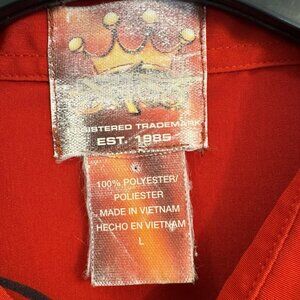 REGISTERED TRADEMARK
EST. 1985
100% POLYESTER/
POLIESTER
MADE IN VIETNAM
HECHO EN VIETNAM
L